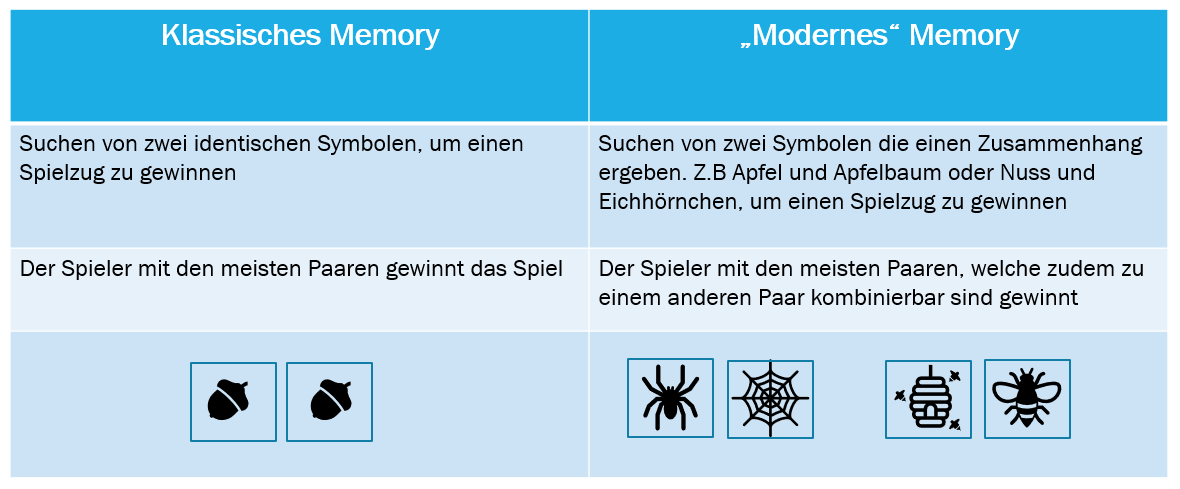 Klassisches Memory
„Modernes“ Memory
Suchen von zwei identischen Symbolen, um einen
Spielzug zu gewinnen
Suchen von zwei Symbolen die einen Zusammenhang
ergeben. Z.B Apfel und Apfelbaum oder Nuss und
Eichhörnchen, um einen Spielzug zu gewinnen
Der Spieler mit den meisten Paaren gewinnt das Spiel
Der Spieler mit den meisten Paaren, welche zudem zu
einem anderen Paar kombinierbar sind gewinnt